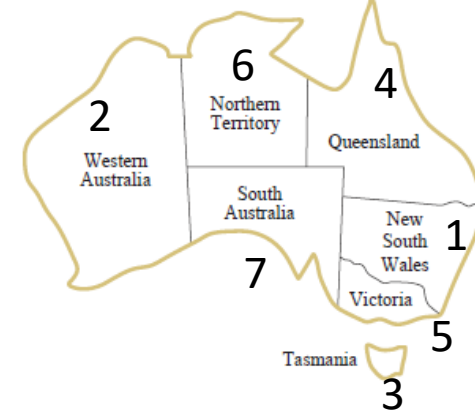 6
Northern
Territory
4
Queensland
2
Western
Australia
South
Australia
7
New
South
Wales
1
Victoria
5
Tasmania
3